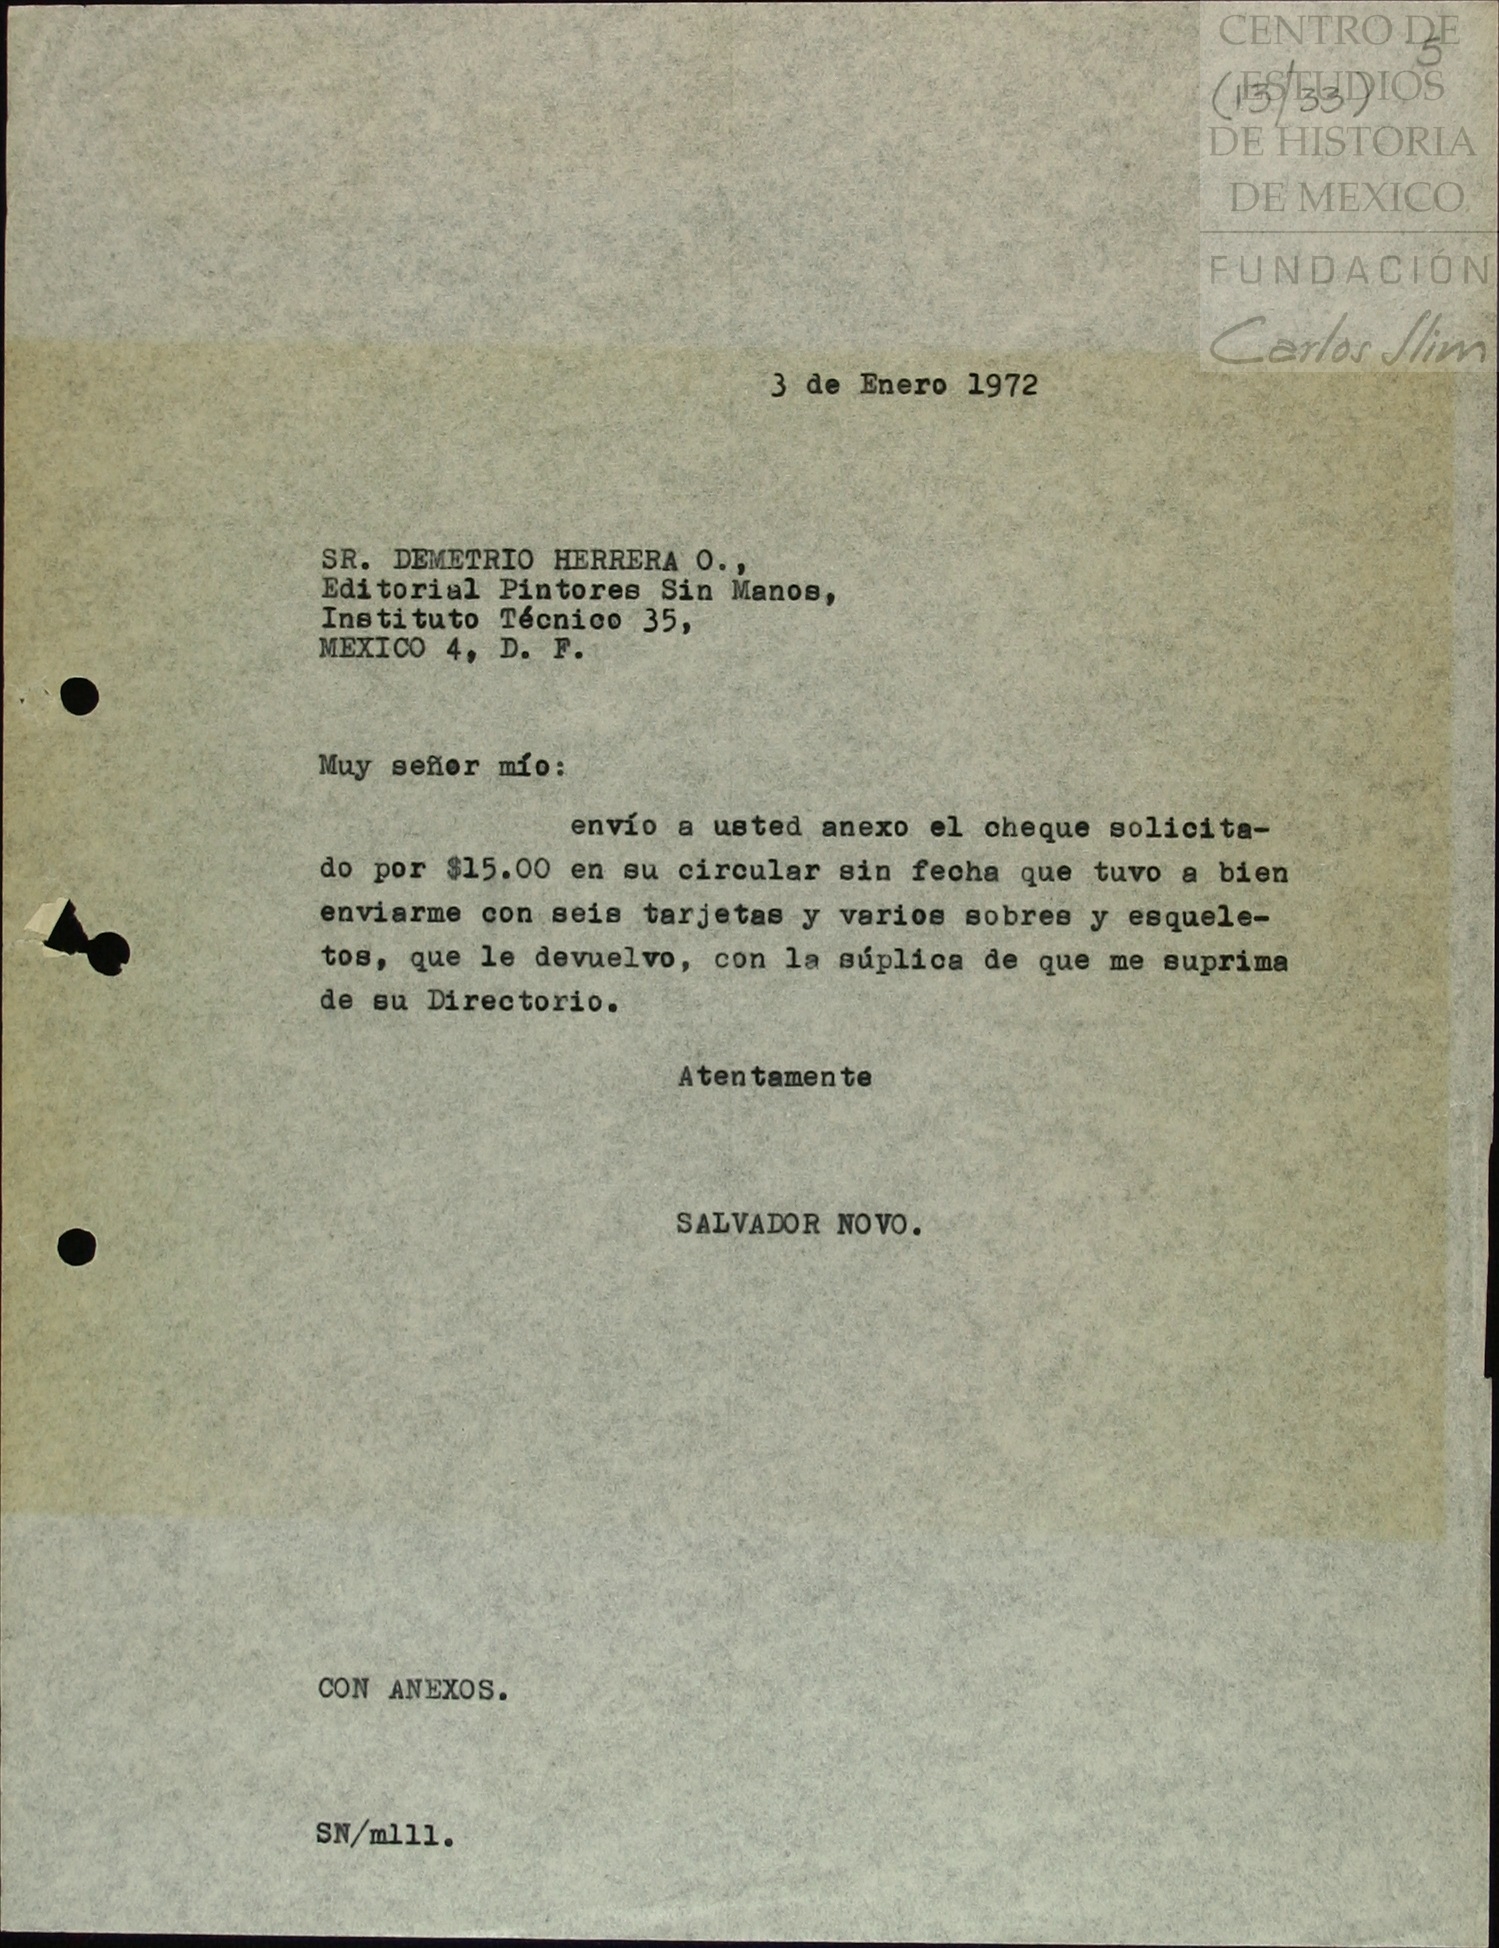 CENTRO DE
5
ESTUDIOS
(13/33)
DE HISTORIA
DE MEXICO
FUNDACIÓN
Carlos Slim
3 de Enero 1972
SR. DEMETRIO HERRERA O.,
Editorial Pintores Sin Manos,
Instituto Técnico 35,
MEXICO 4, D. F.
Muy señor mío:
envío a usted anexo el cheque solicita-
do por $15.00 en su circular sin fecha que tuvo a bien
enviarme con seis tarjetas y varios sobres y esquele-
tos, que le devuelvo, con la súplica de que me suprima
de su Directorio.
Atentamente
SALVADOR NOVO.
CON ANEXOS.
SN/mlll.